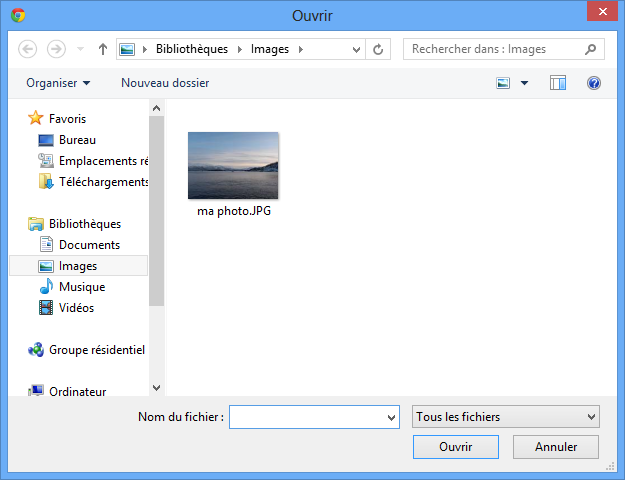 Ouvrir
Bibliothèques Images
Rechercher dans : Images
Organiser Nouveau dossier
Favoris
Bureau
Emplacements ré
Téléchargements
Bibliothèques
Documents
Images
Musique
Vidéos
Groupe résidentiel
Ordinateur
ma photo.JPG
Nom du fichier :
Tous les fichiers
Ouvrir Annuler